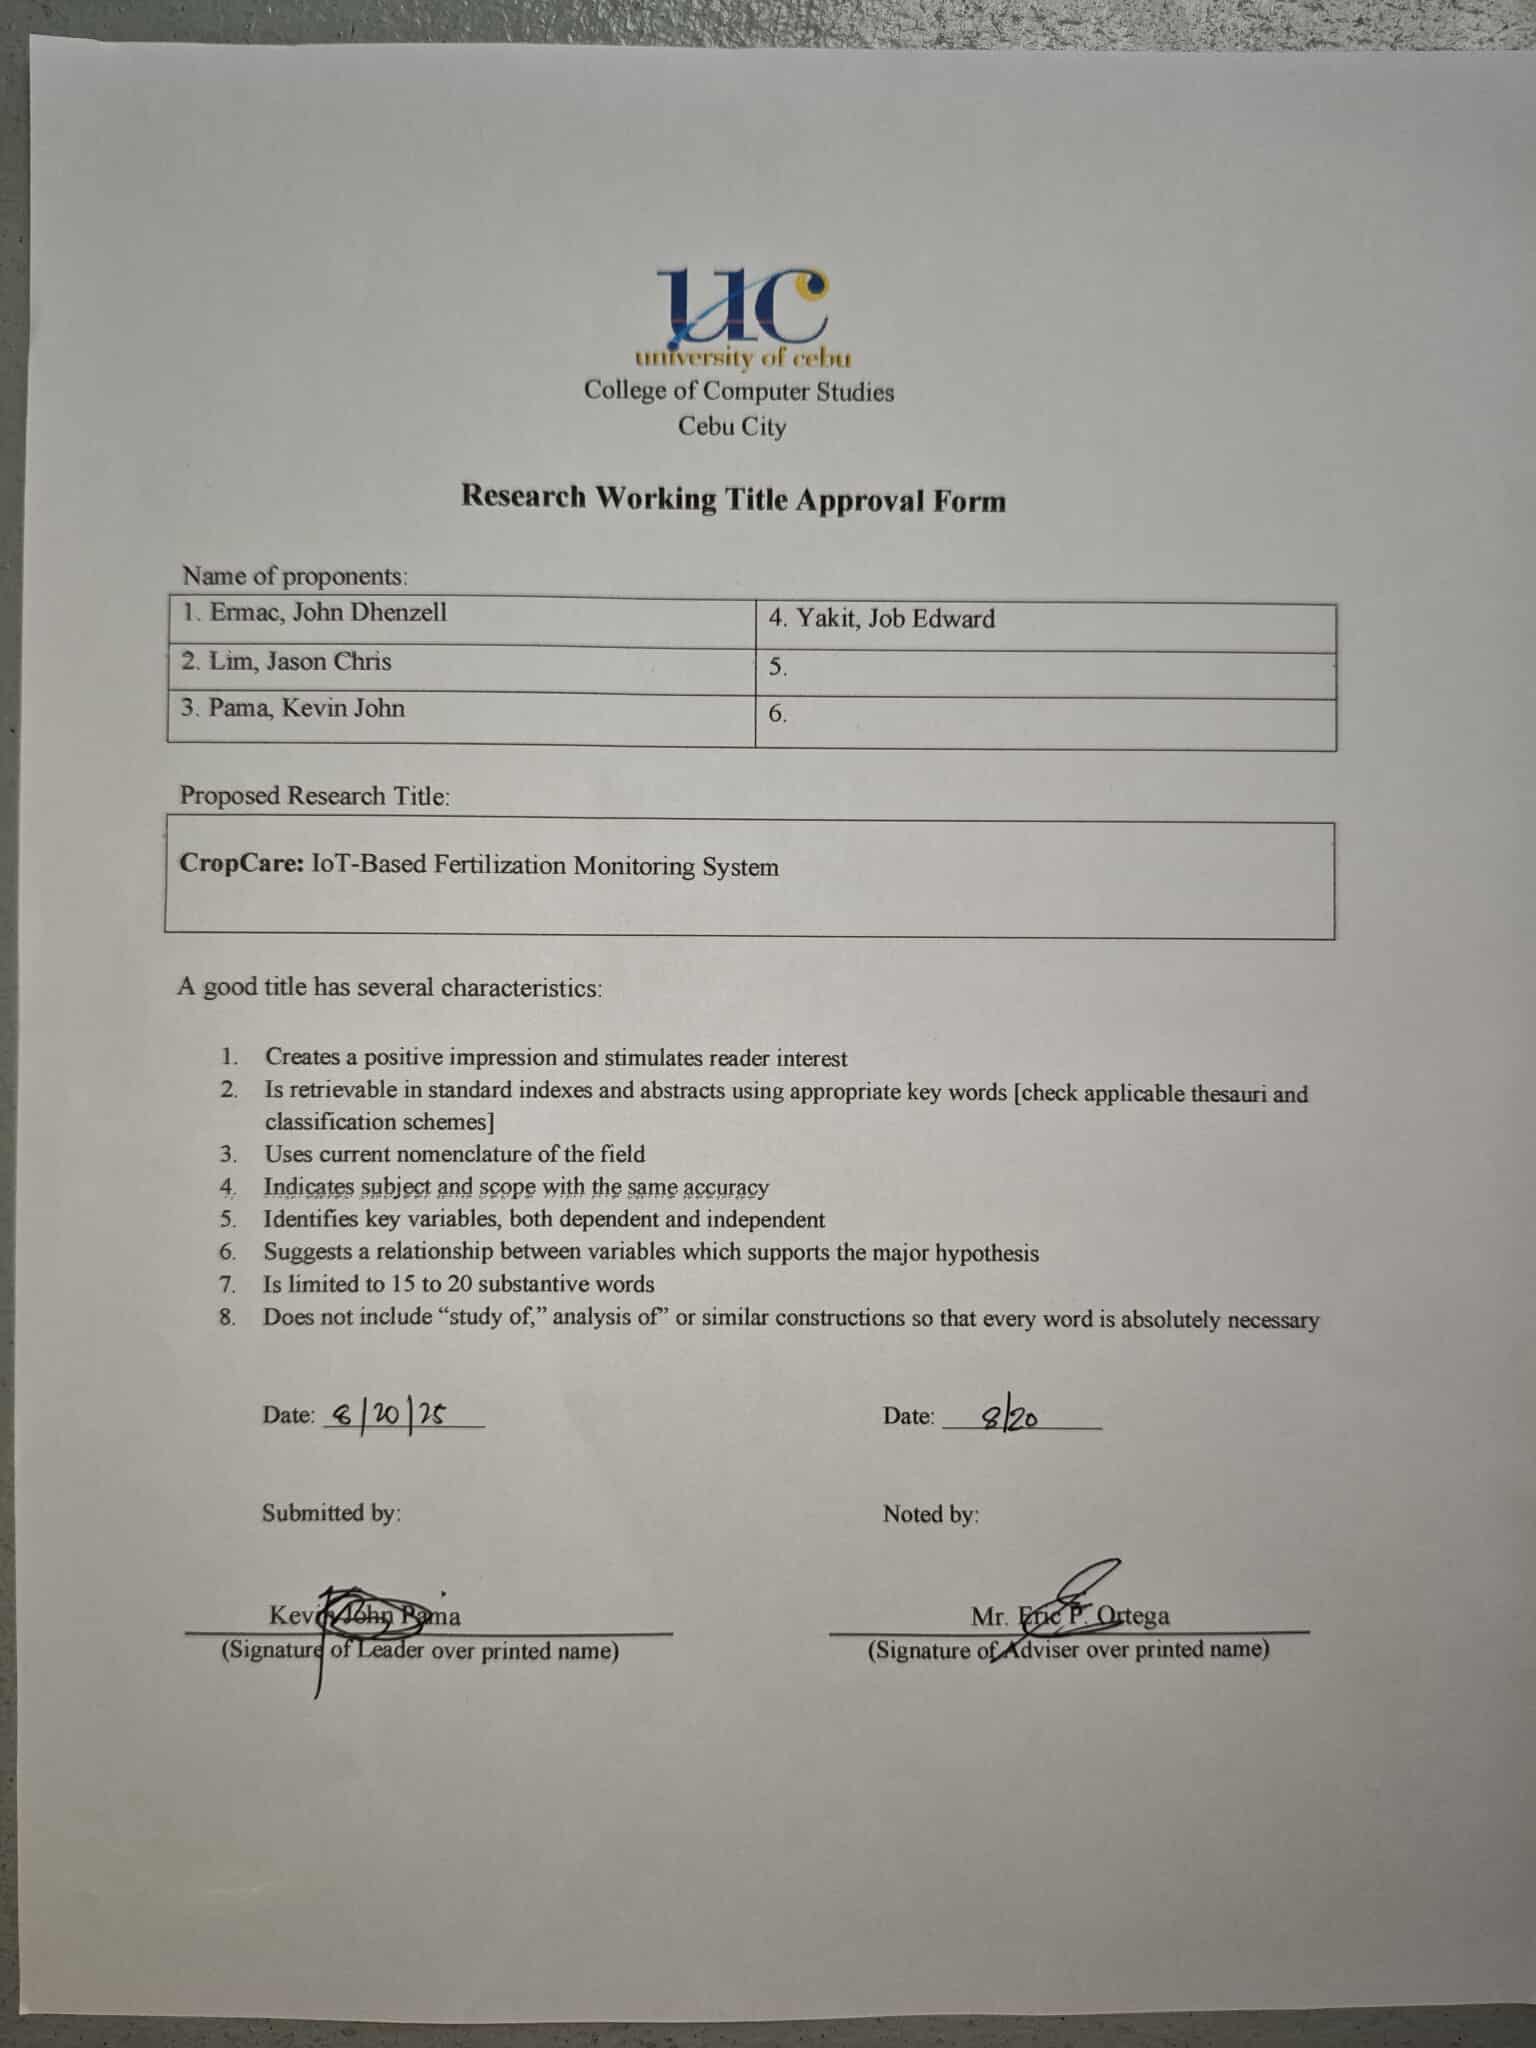 uc
university of cebu
College of Computer Studies
Cebu City
Research Working Title Approval Form
Name of proponents:
1. Ermac, John Dhenzell
2. Lim, Jason Chris
3. Pama, Kevin John
4. Yakit, Job Edward
5.
6.
Proposed Research Title:
CropCare: IoT-Based Fertilization Monitoring System
A good title has several characteristics:
1. Creates a positive impression and stimulates reader interest
2. Is retrievable in standard indexes and abstracts using appropriate key words [check applicable thesauri and
classification schemes]
3. Uses current nomenclature of the field
4. Indicates subject and scope with the same accuracy
5. Identifies key variables, both dependent and independent
6. Suggests a relationship between variables which supports the major hypothesis
7. Is limited to 15 to 20 substantive words
8. Does not include “study of,” analysis of” or similar constructions so that every word is absolutely necessary
Date: 8/20/25
Date: 8/20
Submitted by:
Noted by:
Kevin John Pama
(Signature of Leader over printed name)
Mr. Eric P. Ortega
(Signature of Adviser over printed name)